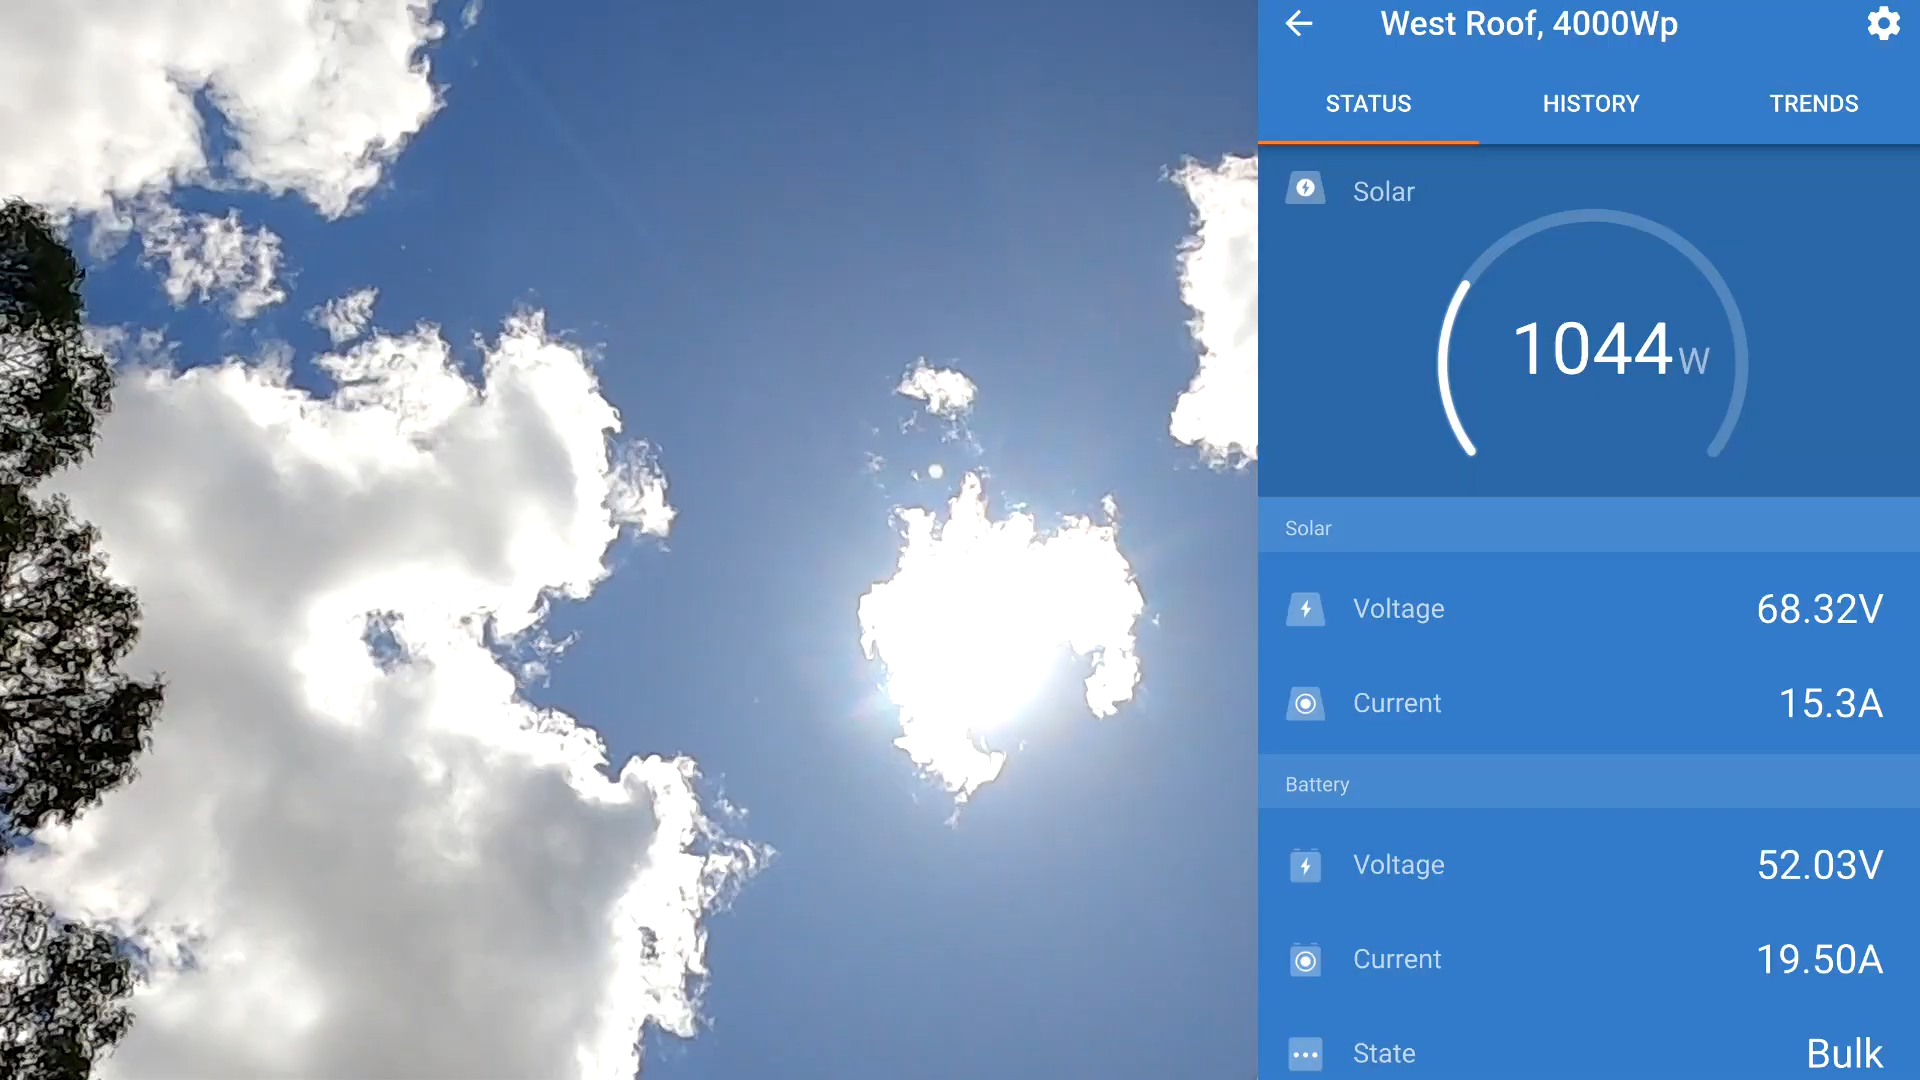 West Roof, 4000Wp
STATUS HISTORY TRENDS
Solar
1044W
Solar
Voltage 68.32V
Current 15.3A
Battery
Voltage 52.03V
Current 19.50A
State Bulk